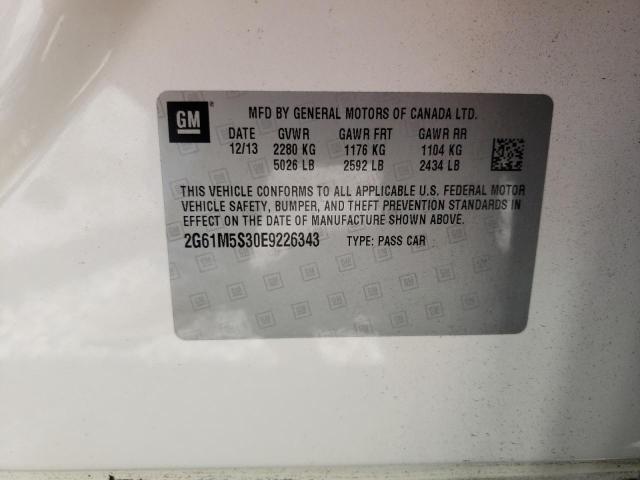 GM
MFD BY GENERAL MOTORS OF CANADA LTD.
DATE GVWR GAWR FRT GAWR RR
12/13 2280 KG 1176 KG 1104 KG
5026 LB 2592 LB 2434 LB
THIS VEHICLE CONFORMS TO ALL APPLICABLE U.S. FEDERAL MOTOR
VEHICLE SAFETY, BUMPER, AND THEFT PREVENTION STANDARDS IN
EFFECT ON THE DATE OF MANUFACTURE SHOWN ABOVE.
2G61M5S30E9226343 TYPE: PASS CAR